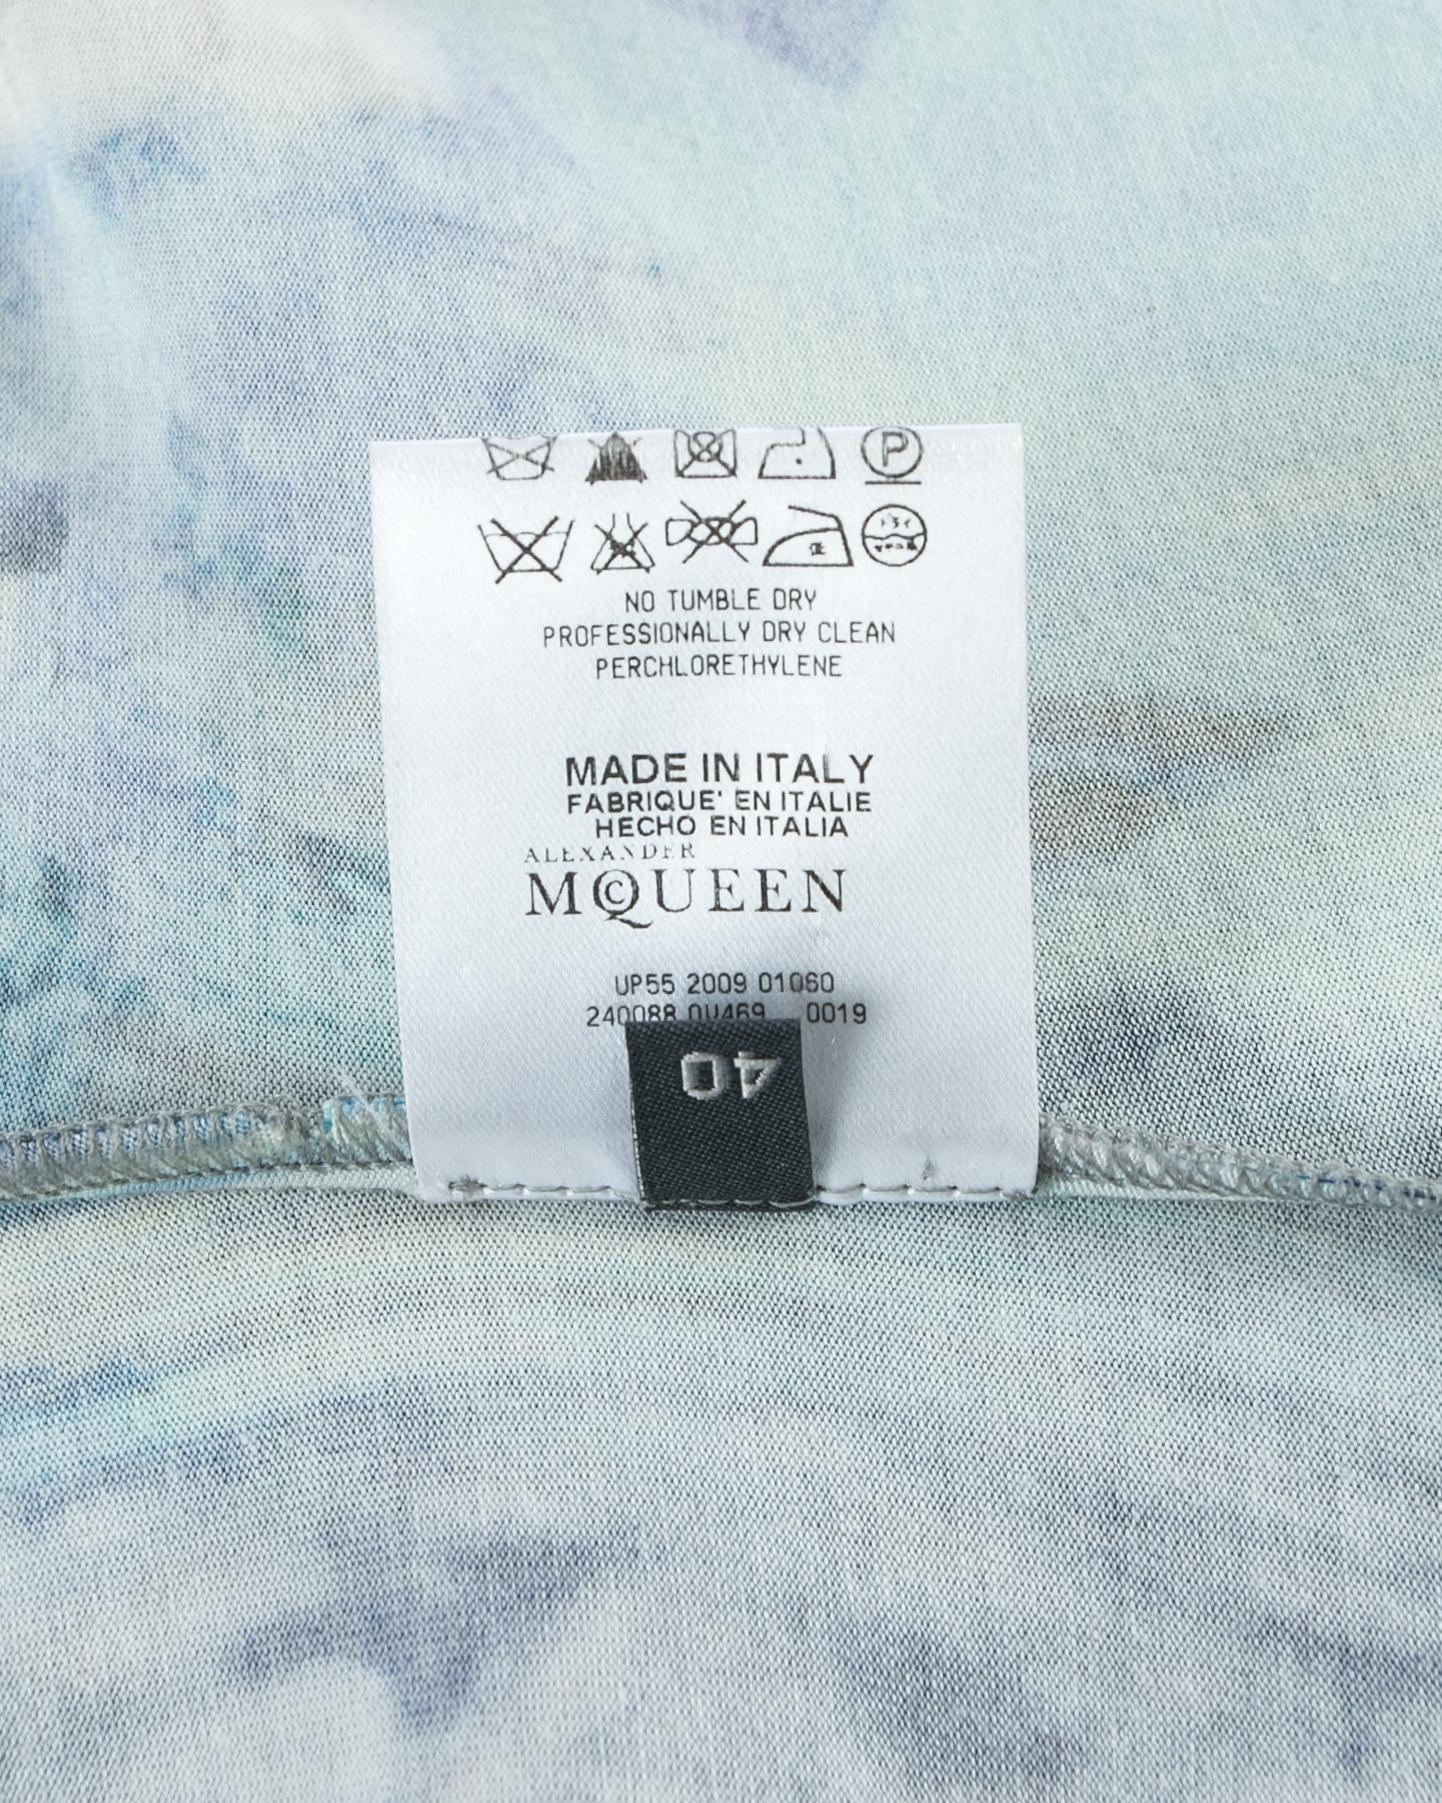 P
NO TUMBLE DRY
PROFESSIONALLY DRY CLEAN
PERCHLORETHYLENE
MADE IN ITALY
FABRIQUE' EN ITALIE
HECHO EN ITALIA
ALEXANDER
MCQUEEN
UP55 2009 01060
240088 0U469 0019
40